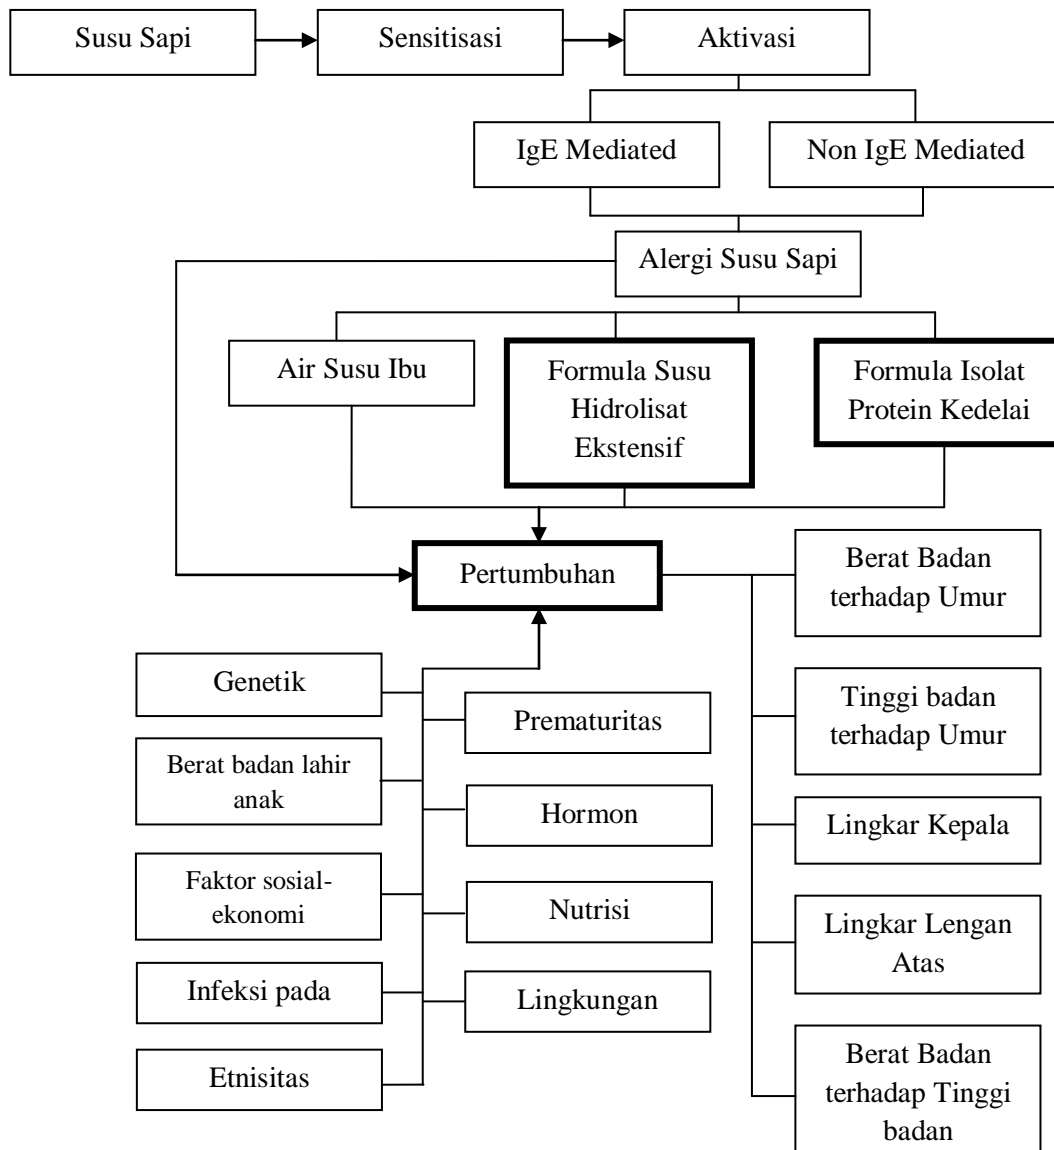 Susu Sapi
Sensitisasi
Aktivasi
IgE Mediated
Non IgE Mediated
Alergi Susu Sapi
Air Susu Ibu
Formula Susu
Hidrolisat
Ekstensif
Formula Isolat
Protein Kedelai
Pertumbuhan
Berat Badan
terhadap Umur
Genetik
Prematuritas
Tinggi badan
terhadap Umur
Berat badan lahir
anak
Hormon
Lingkar Kepala
Faktor sosial-
ekonomi
Nutrisi
Lingkar Lengan
Atas
Infeksi pada
Lingkungan
Etnisitas
Berat Badan
terhadap Tinggi
badan